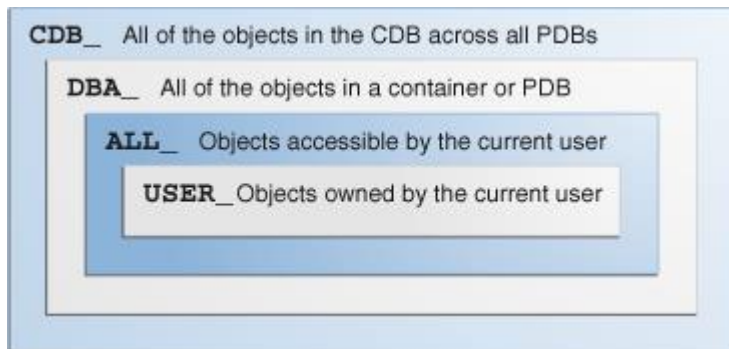 CDB_ All of the objects in the CDB across all PDBs
DBA_ All of the objects in a container or PDB
ALL_ Objects accessible by the current user
USER_ Objects owned by the current user